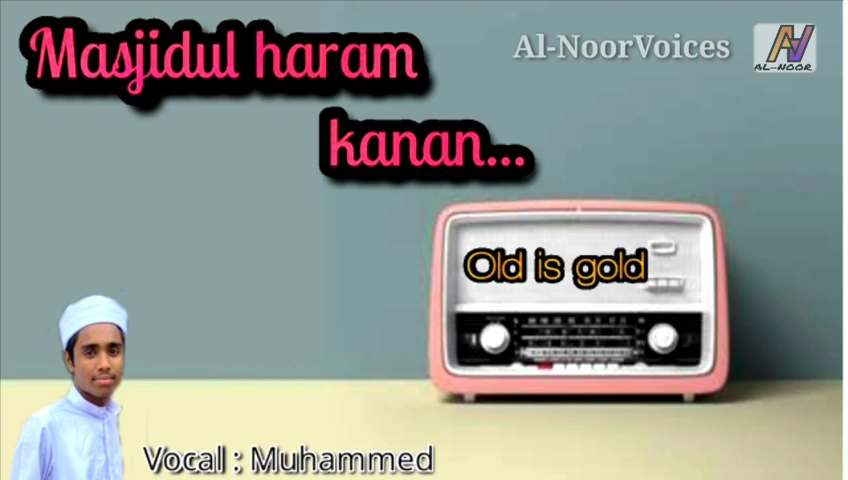 Masjidul haram
kanan...
Al-NoorVoices
AL-NOOR
Old is gold
Vocal : Muhammed